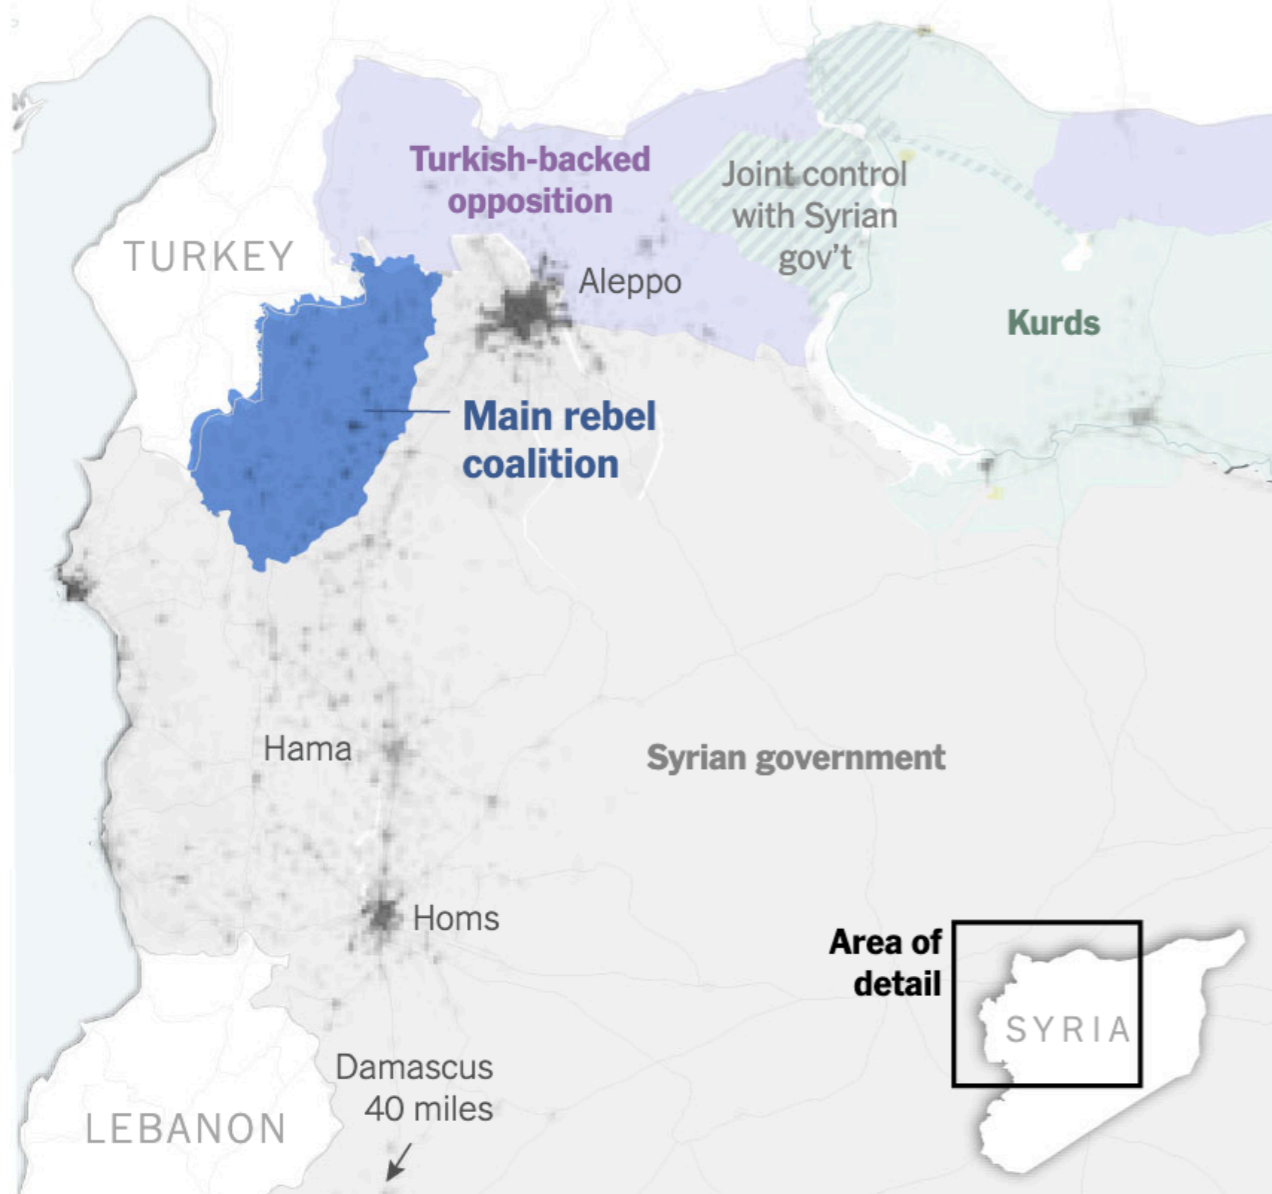 Turkish-backed
opposition
Joint control
with Syrian
gov't
TURKEY
Aleppo
Kurds
Main rebel
coalition
Hama
Syrian government
Homs
Area of
detail
SYRIA
Damascus
40 miles
LEBANON